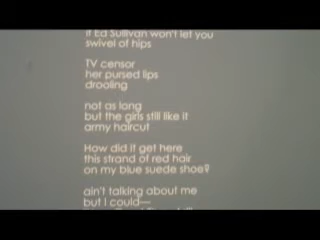 if Ed Sullivan won't let you
swivel of hips
TV censor
her pursed lips
drooling
not as long
but the girls still like it
army haircut
How did it get here
this strand of red hair
on my blue suede shoe?
ain't talking about me
but I could—